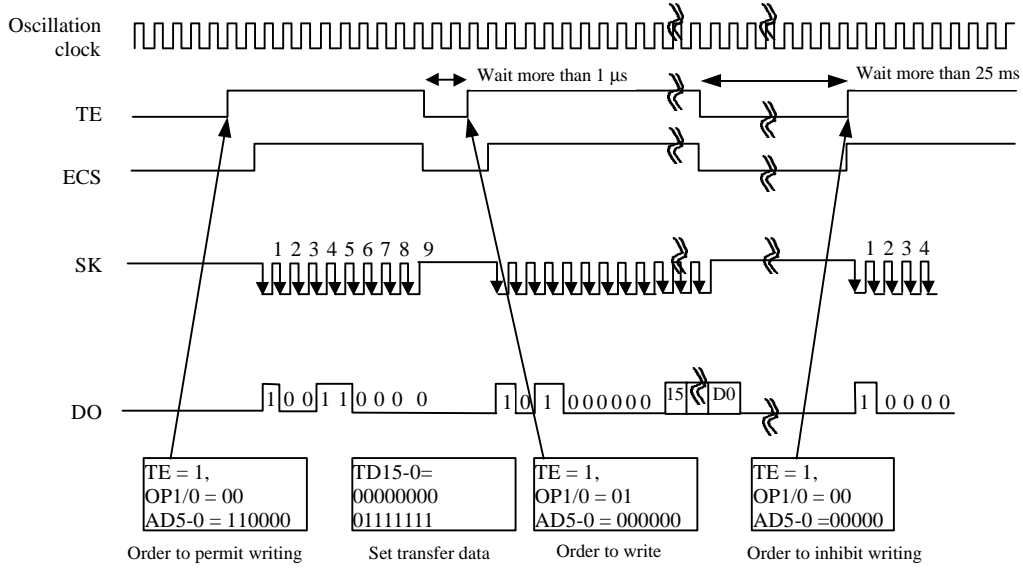 Oscillation
clock
Wait more than 1 μs
Wait more than 25 ms
TE
ECS
1 2 3 4 5 6 7 8 9
1 2 3 4
SK
DO
1 0 0 1 1 0 0 0 0
1 0 1 0 0 0 0 0 0
15
D0
1 0 0 0 0
TE = 1,
OP1/0 = 00
AD5-0 = 110000
TD15-0=
00000000
01111111
TE = 1,
OP1/0 = 01
AD5-0 = 000000
TE = 1,
OP1/0 = 00
AD5-0 =00000
Order to permit writing
Set transfer data
Order to write
Order to inhibit writing